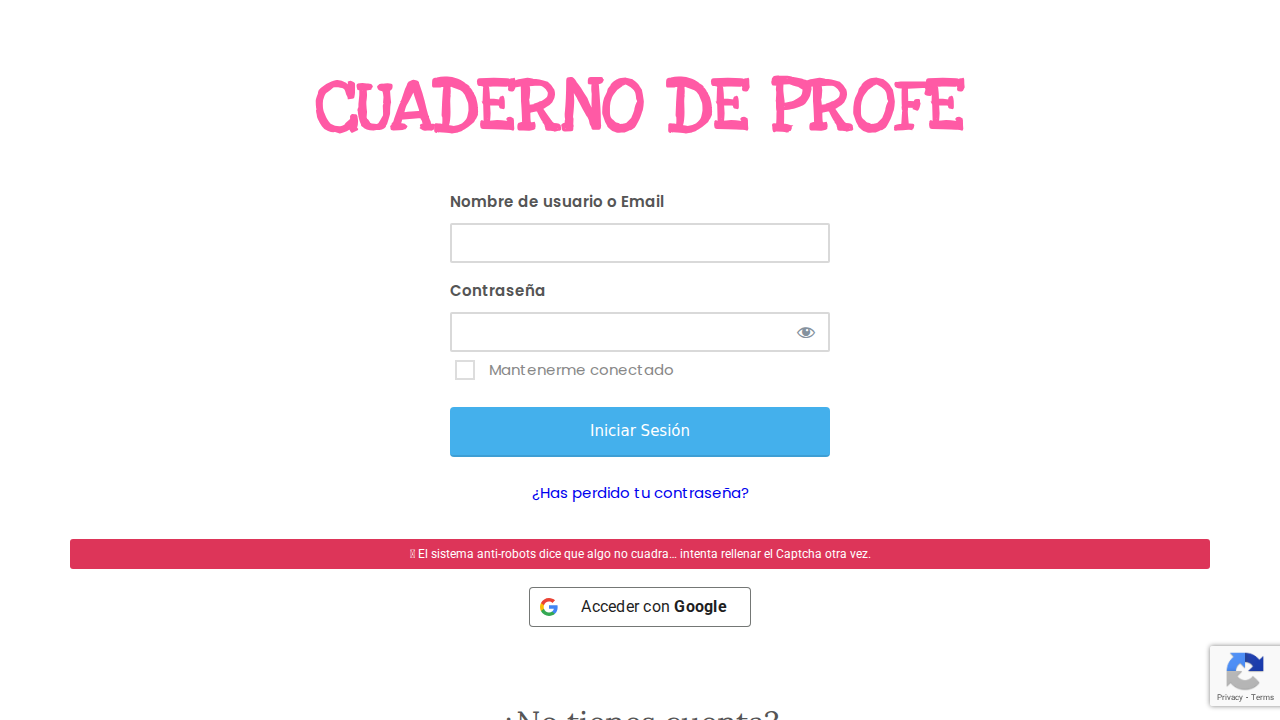 CUADERNO DE PROFE
Nombre de usuario o Email
Contraseña
Mantenerme conectado
Iniciar Sesión
¿Has perdido tu contraseña?
El sistema anti-robots dice que algo no cuadra... intenta rellenar el Captcha otra vez.
Acceder con Google
Privacy - Terms
¿No tienes cuenta?